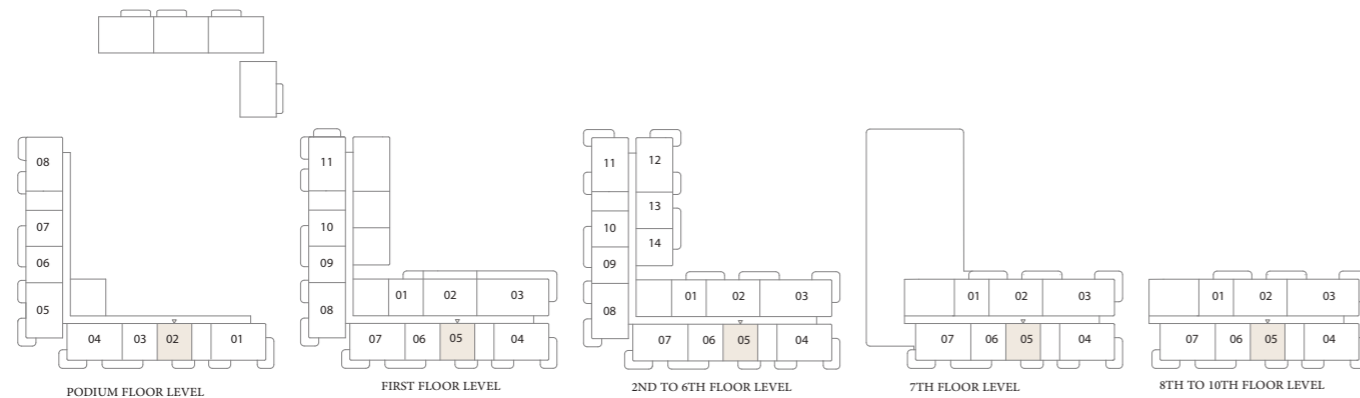 08
07
06
05
04 03 02 01
PODIUM FLOOR LEVEL
11
10
09
08
01 02 03
07 06 05 04
FIRST FLOOR LEVEL
11 12
13
10 14
09
08
01 02 03
07 06 05 04
2ND TO 6TH FLOOR LEVEL
01 02 03
07 06 05 04
7TH FLOOR LEVEL
01 02 03
07 06 05 04
8TH TO 10TH FLOOR LEVEL